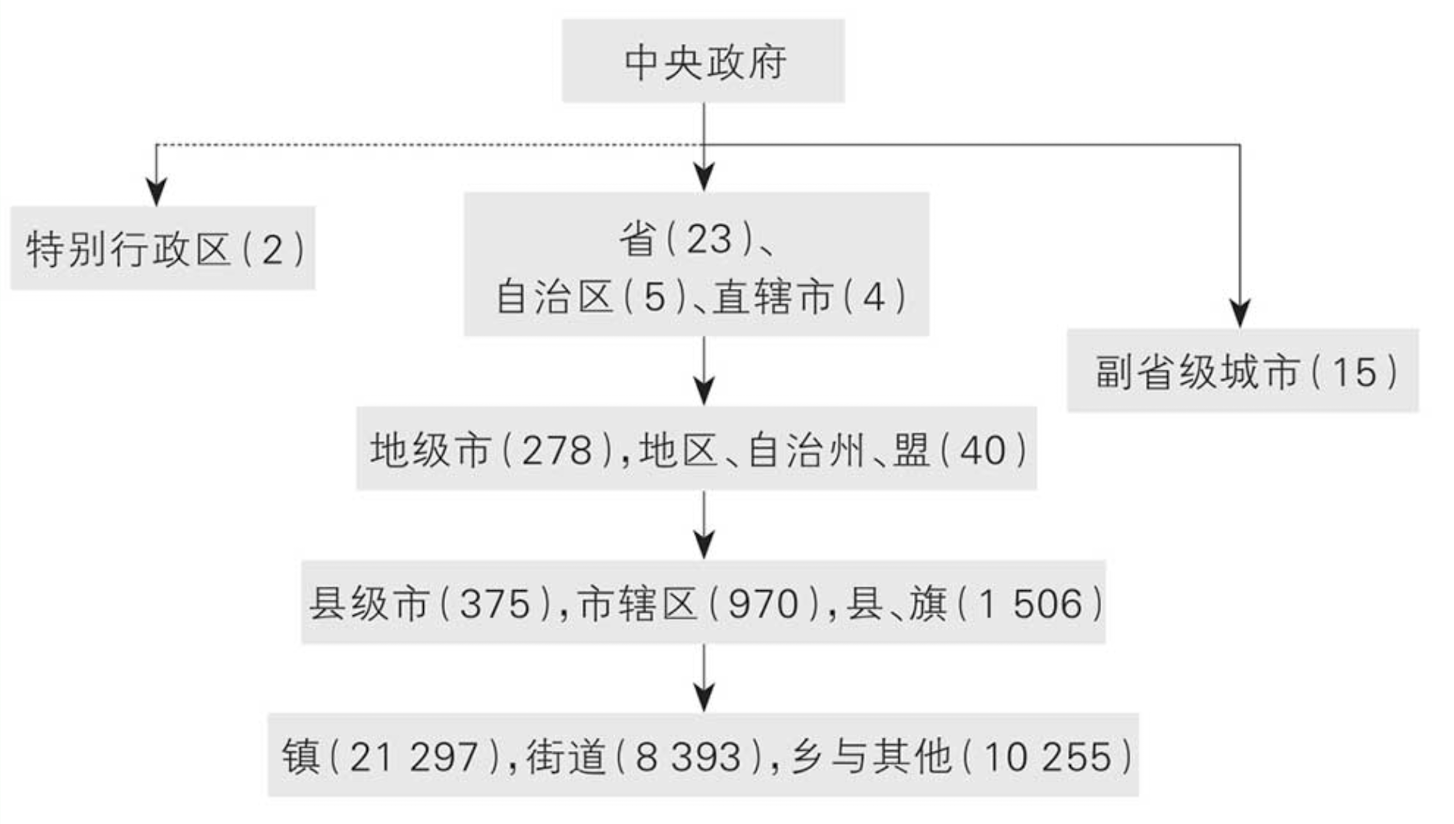 中央政府
特别行政区(2)
省(23)、
自治区(5)、直辖市(4)
副省级城市(15)
地级市(278),地区、自治州、盟(40)
县级市(375),市辖区(970),县、旗(1 506)
镇(21 297),街道(8 393),乡与其他(10 255)